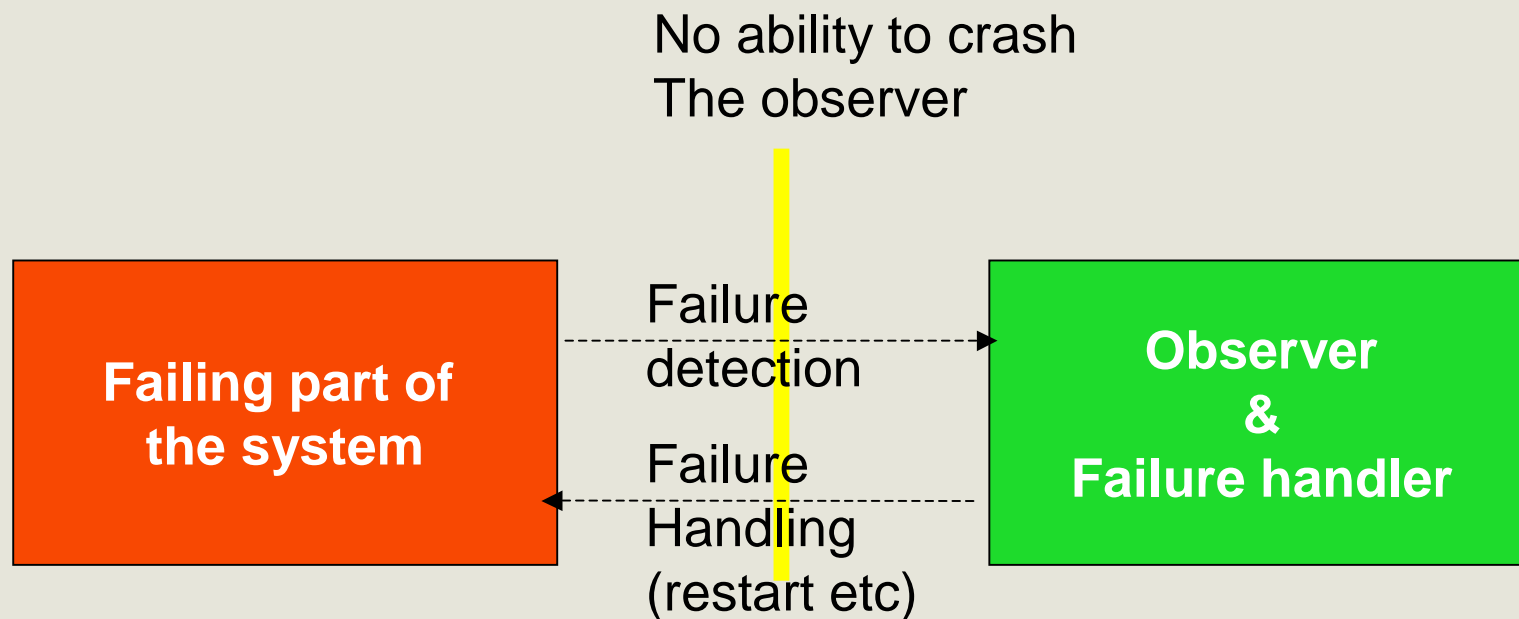 No ability to crash
The observer
Failing part of
the system
Failure
detection
Failure
Handling
(restart etc)
Observer
&
Failure handler